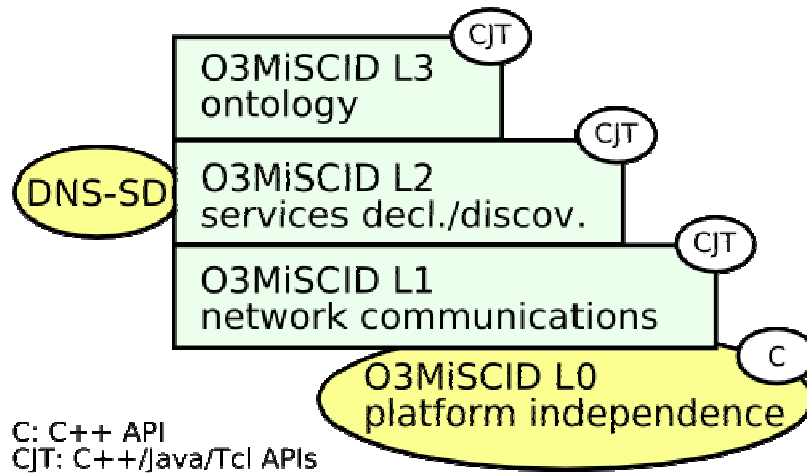 CJT
O3MiSCID L3
ontology
CJT
DNS-SD
O3MiSCID L2
services decl./discov.
CJT
O3MiSCID L1
network communications
C
O3MiSCID L0
platform independence
C: C++ API
CJT: C++/Java/Tcl APIs